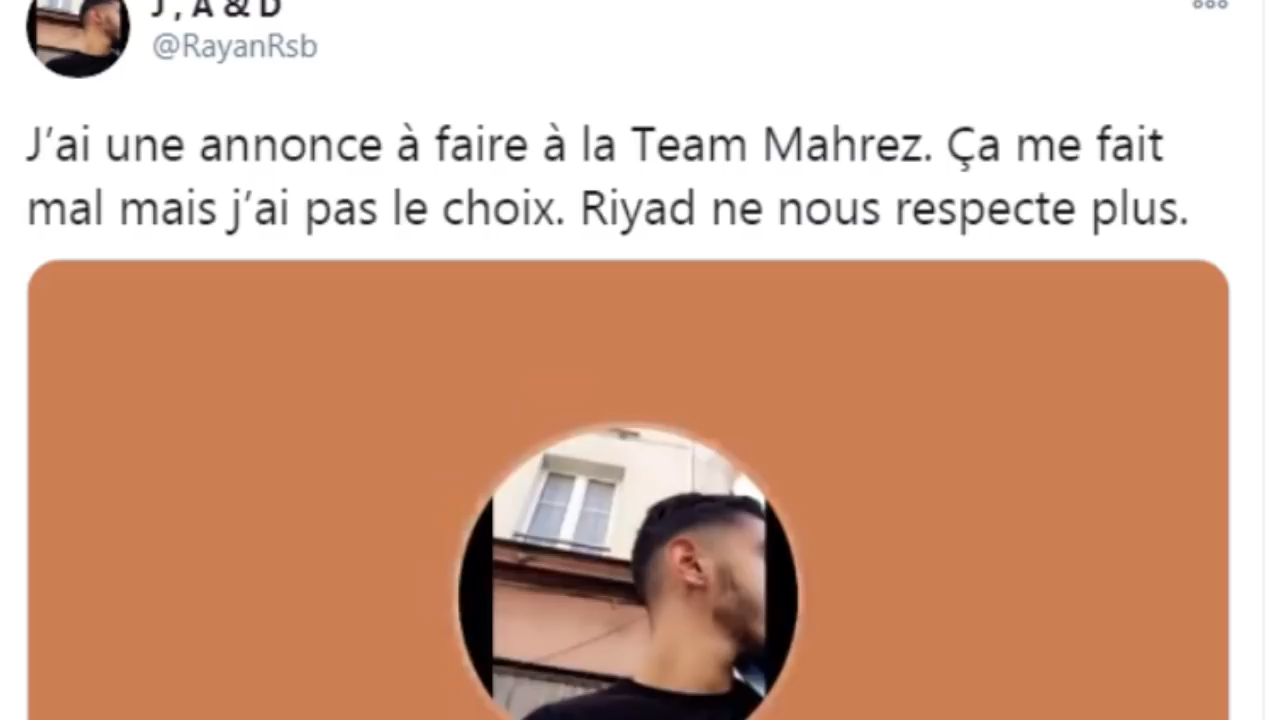 J , A & D
@RayanRsb
J’ai une annonce à faire à la Team Mahrez. Ça me fait
mal mais j’ai pas le choix. Riyad ne nous respecte plus.